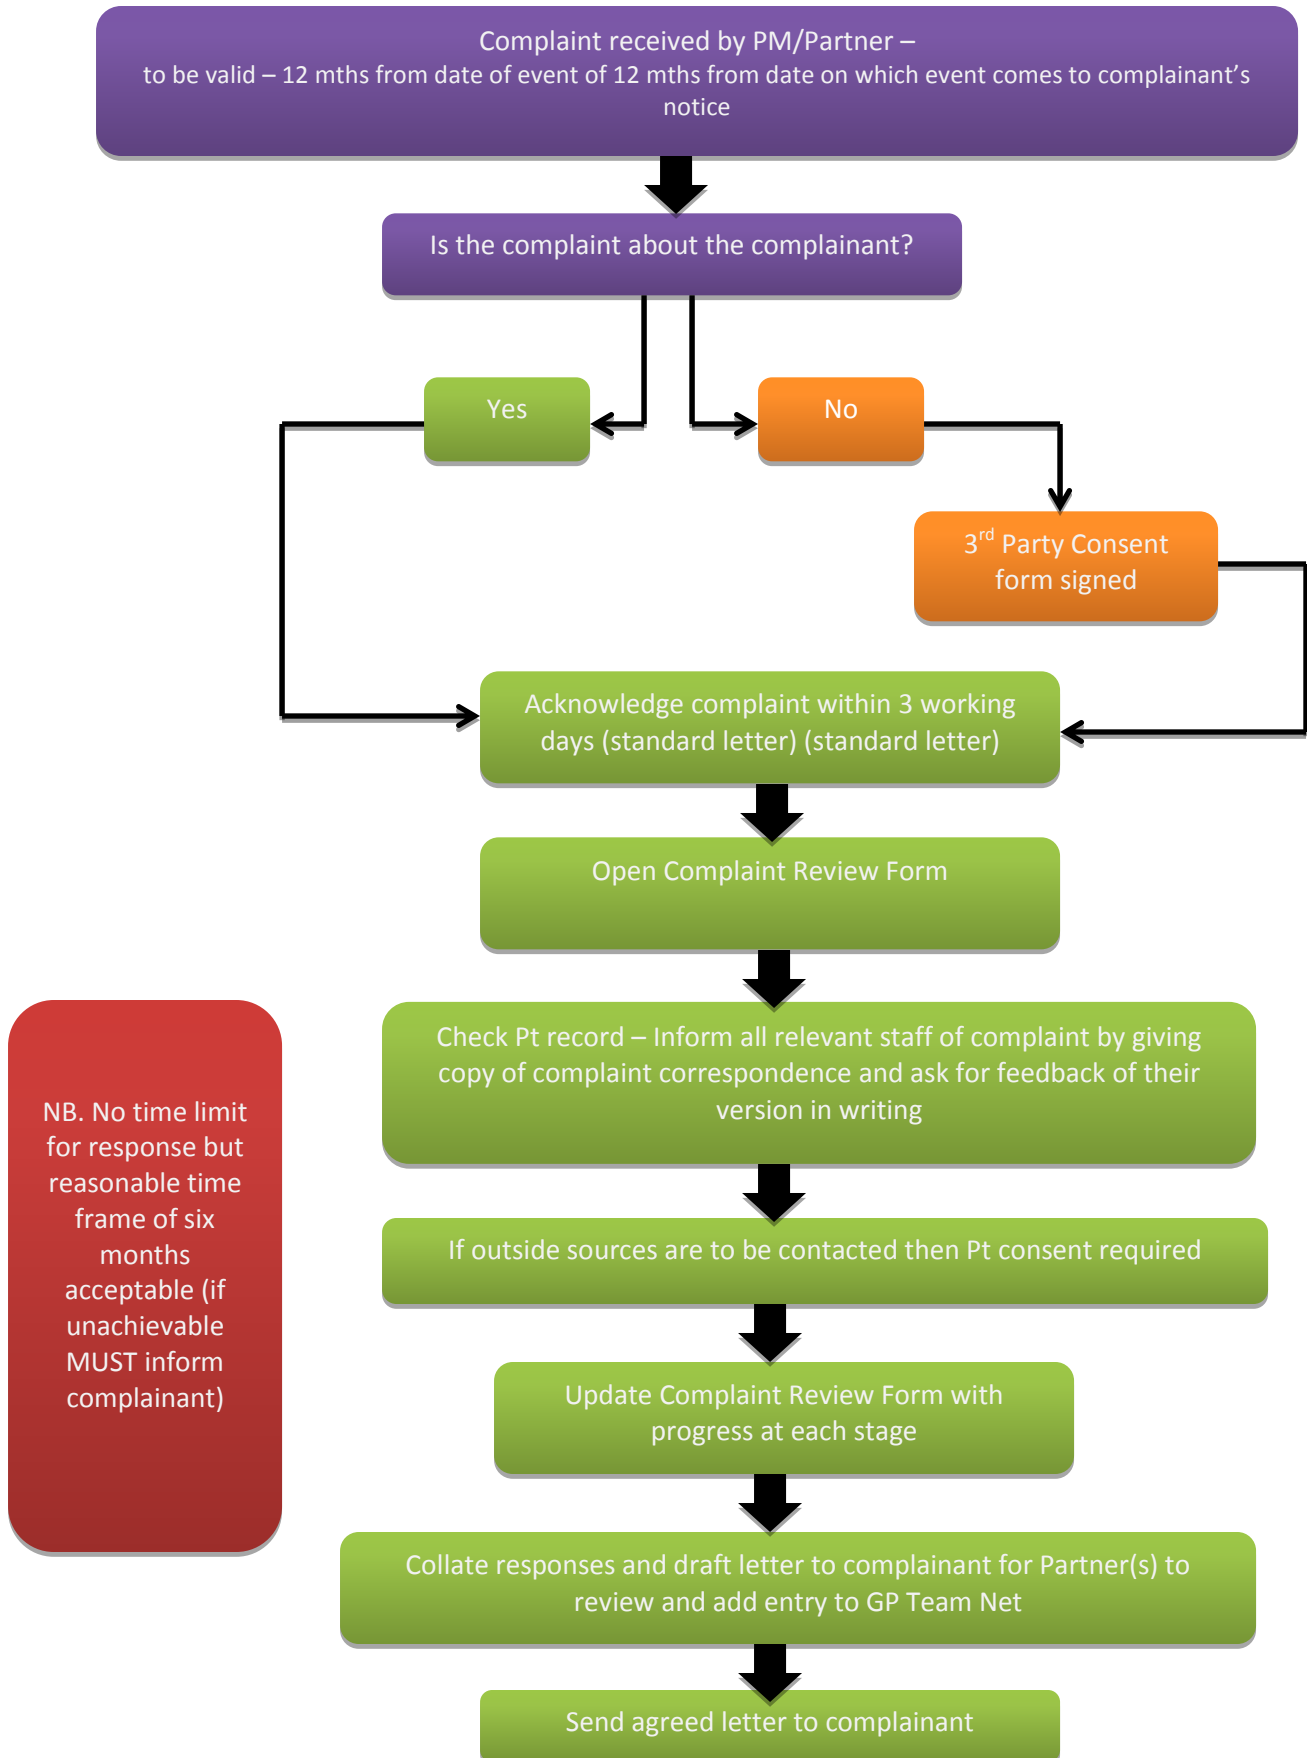 Complaint received by PM/Partner –
to be valid – 12 mths from date of event of 12 mths from date on which event comes to complainant's
notice
Is the complaint about the complainant?
Yes
No
3rd Party Consent
form signed
Acknowledge complaint within 3 working
days (standard letter) (standard letter)
Open Complaint Review Form
Check Pt record – Inform all relevant staff of complaint by giving
copy of complaint correspondence and ask for feedback of their
version in writing
NB. No time limit
for response but
reasonable time
frame of six
months
acceptable (if
unachievable
MUST inform
complainant)
If outside sources are to be contacted then Pt consent required
Update Complaint Review Form with
progress at each stage
Collate responses and draft letter to complainant for Partner(s) to
review and add entry to GP Team Net
Send agreed letter to complainant